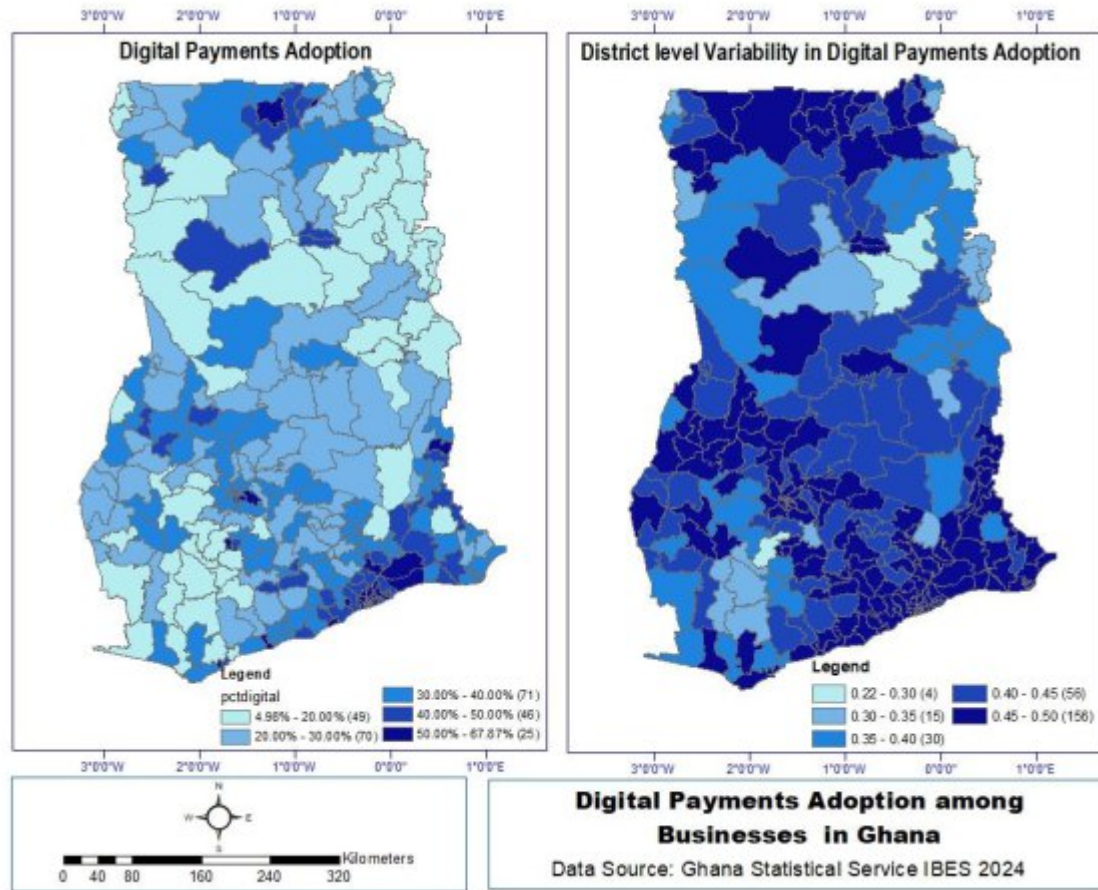 3°0'0"W 2°0'0"W 1°0'0"W 0°0'0" 1°0'0"E
3°0'0"W 2°0'0"W 1°0'0"W 0°0'0" 1°0'0"E
Digital Payments Adoption
Legend
pctdigital
4.98% - 20.00% (49)
20.00% - 30.00% (70)
30.00% - 40.00% (71)
40.00% - 50.00% (46)
50.00% - 67.87% (25)
District level Variability in Digital Payments Adoption
Legend
0.22 - 0.30 (4)
0.30 - 0.35 (15)
0.35 - 0.40 (30)
0.40 - 0.45 (56)
0.45 - 0.50 (156)
3°0'0"W 2°0'0"W 1°0'0"W 0°0'0" 1°0'0"E
3°0'0"W 2°0'0"W 1°0'0"W 0°0'0" 1°0'0"E
N
W E
S
Kilometers
0 40 80 160 240 320
Digital Payments Adoption among
Businesses in Ghana
Data Source: Ghana Statistical Service IBES 2024